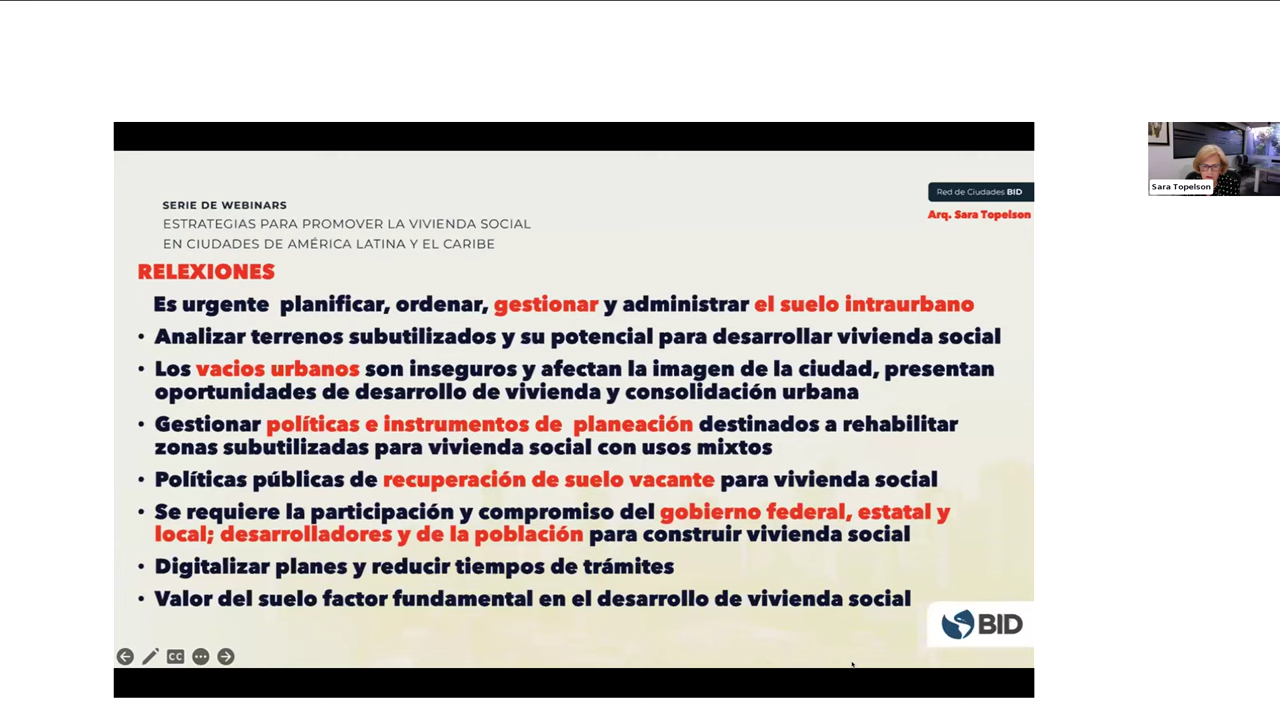 SERIE DE WEBINARS
ESTRATEGIAS PARA PROMOVER LA VIVIENDA SOCIAL
EN CIUDADES DE AMÉRICA LATINA Y EL CARIBE
Red de Ciudades BID
Arq. Sara Topelson
Sara Topelson
RELEXIONES
Es urgente planificar, ordenar, gestionar y administrar el suelo intraurbano
• Analizar terrenos subutilizados y su potencial para desarrollar vivienda social
• Los vacios urbanos son inseguros y afectan la imagen de la ciudad, presentan
oportunidades de desarrollo de vivienda y consolidación urbana
• Gestionar políticas e instrumentos de planeación destinados a rehabilitar
zonas subutilizadas para vivienda social con usos mixtos
• Políticas públicas de recuperación de suelo vacante para vivienda social
• Se requiere la participación y compromiso del gobierno federal, estatal y
local; desarrolladores y de la población para construir vivienda social
• Digitalizar planes y reducir tiempos de trámites
• Valor del suelo factor fundamental en el desarrollo de vivienda social
BID
CC